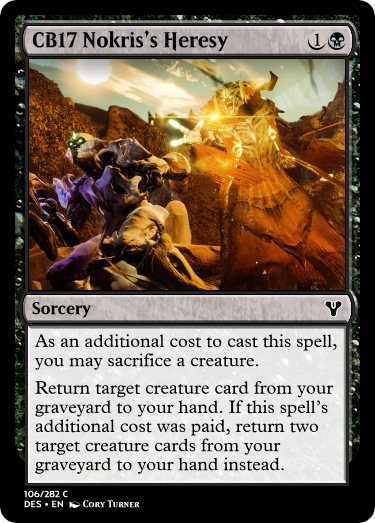 CB17 Nokris's Heresy 1
Sorcery
As an additional cost to cast this spell,
you may sacrifice a creature.
Return target creature card from your
graveyard to your hand. If this spell's
additional cost was paid, return two
target creature cards from your
graveyard to your hand instead.
106/282 C
DES • EN Cory Turner